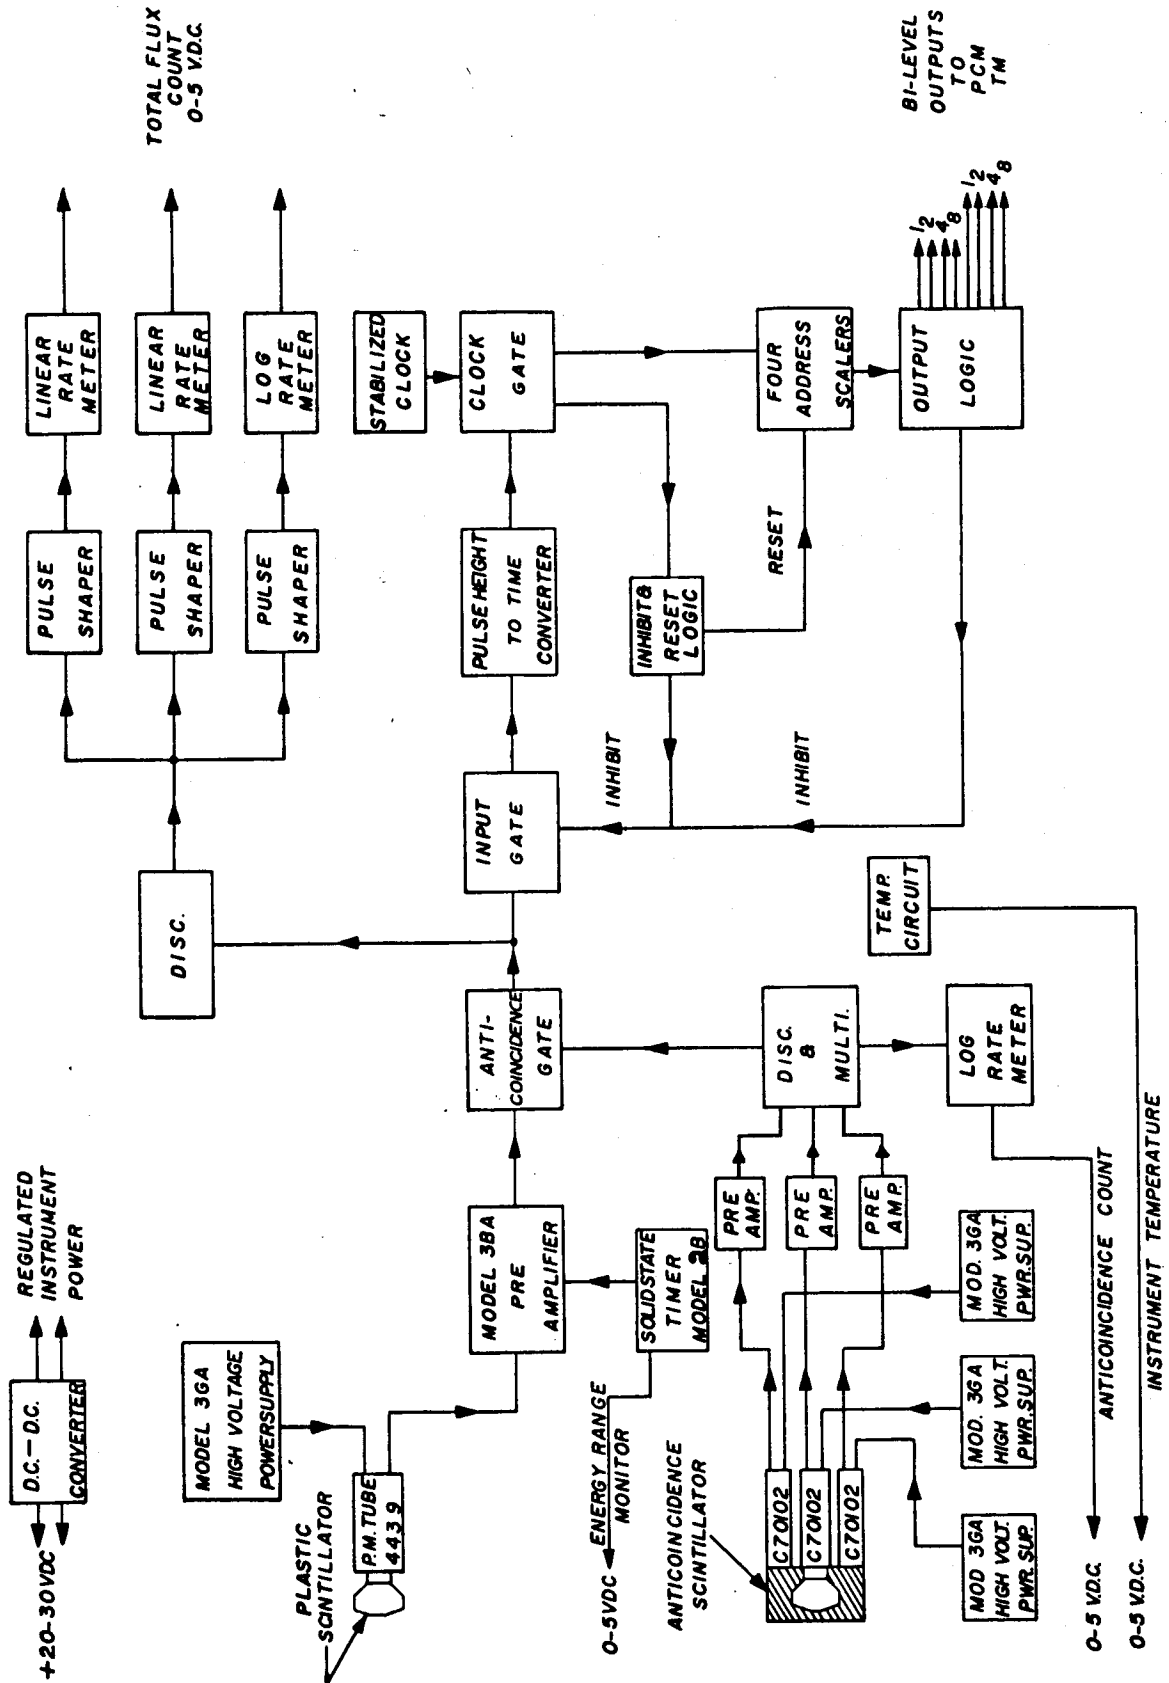 +20-30VDC
D.C.-D.C.
CONVERTER
REGULATED
INSTRUMENT
POWER
MODEL 3GA
HIGH VOLTAGE
POWERSUPPLY
PLASTIC
SCINTILLATOR
P.M. TUBE
4439
MODEL 3BA
PRE
AMPLIFIER
SOLIDSTATE
TIMER
MODEL 2B
0-5VDC
ENERGY RANGE
MONITOR
ANTICOINCIDENCE
SCINTILLATOR
C70102
C70102
C70102
MOD 3GA
HIGH VOLT.
PWR. SUP.
MOD. 3GA
HIGH VOLT.
PWR. SUP.
MOD. 3GA
HIGH VOLT.
PWR. SUP.
PRE
AMP.
PRE
AMP.
PRE
AMP.
DISC.
&
MULTI.
LOG
RATE
METER
0-5 V.D.C.
ANTICOINCIDENCE COUNT
0-5 V.D.C.
INSTRUMENT TEMPERATURE
TEMP.
CIRCUIT
ANTI-
COINCIDENCE
GATE
DISC.
INPUT
GATE
PULSE
SHAPER
PULSE
SHAPER
PULSE
SHAPER
LINEAR
RATE
METER
LINEAR
RATE
METER
LOG
RATE
METER
TOTAL FLUX
COUNT
0-5 V.D.C.
PULSE HEIGHT
TO TIME
CONVERTER
STABILIZED
CLOCK
CLOCK
GATE
INHIBIT
INHIBIT &
RESET
LOGIC
RESET
FOUR
ADDRESS
SCALERS
INHIBIT
OUTPUT
LOGIC
1
2
4
8
1
2
4
8
BI-LEVEL
OUTPUTS
TO
PCM
TM